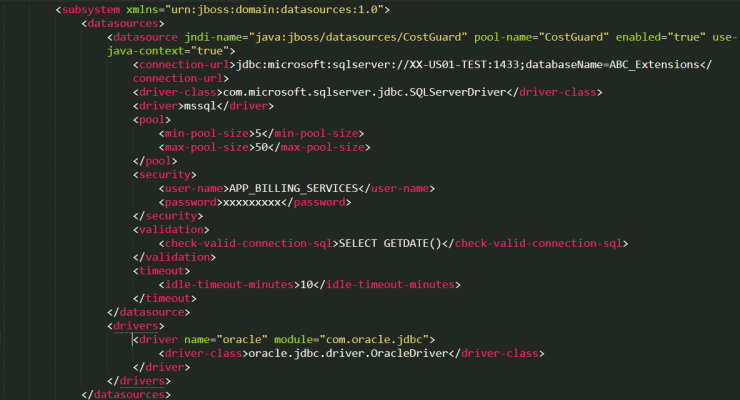 <subsystem xmlns="urn:jboss:domain:datasources:1.0">
<datasources>
<datasource jndi-name="java:jboss/datasources/CostGuard" pool-name="CostGuard" enabled="true" use-
java-context="true">
<connection-url>jdbc:microsoft:sqlserver://XX-US01-TEST:1433;databaseName=ABC_Extensions</
connection-url>
<driver-class>com.microsoft.sqlserver.jdbc.SQLServerDriver</driver-class>
<driver>mssql</driver>
<pool>
<min-pool-size>5</min-pool-size>
<max-pool-size>50</max-pool-size>
</pool>
<security>
<user-name>APP_BILLING_SERVICES</user-name>
<password>xxxxxxxxx</password>
</security>
<validation>
<check-valid-connection-sql>SELECT GETDATE()</check-valid-connection-sql>
</validation>
<timeout>
<idle-timeout-minutes>10</idle-timeout-minutes>
</timeout>
</datasource>
<drivers>
<driver name="oracle" module="com.oracle.jdbc">
<driver-class>oracle.jdbc.driver.OracleDriver</driver-class>
</driver>
</drivers>
</datasources>